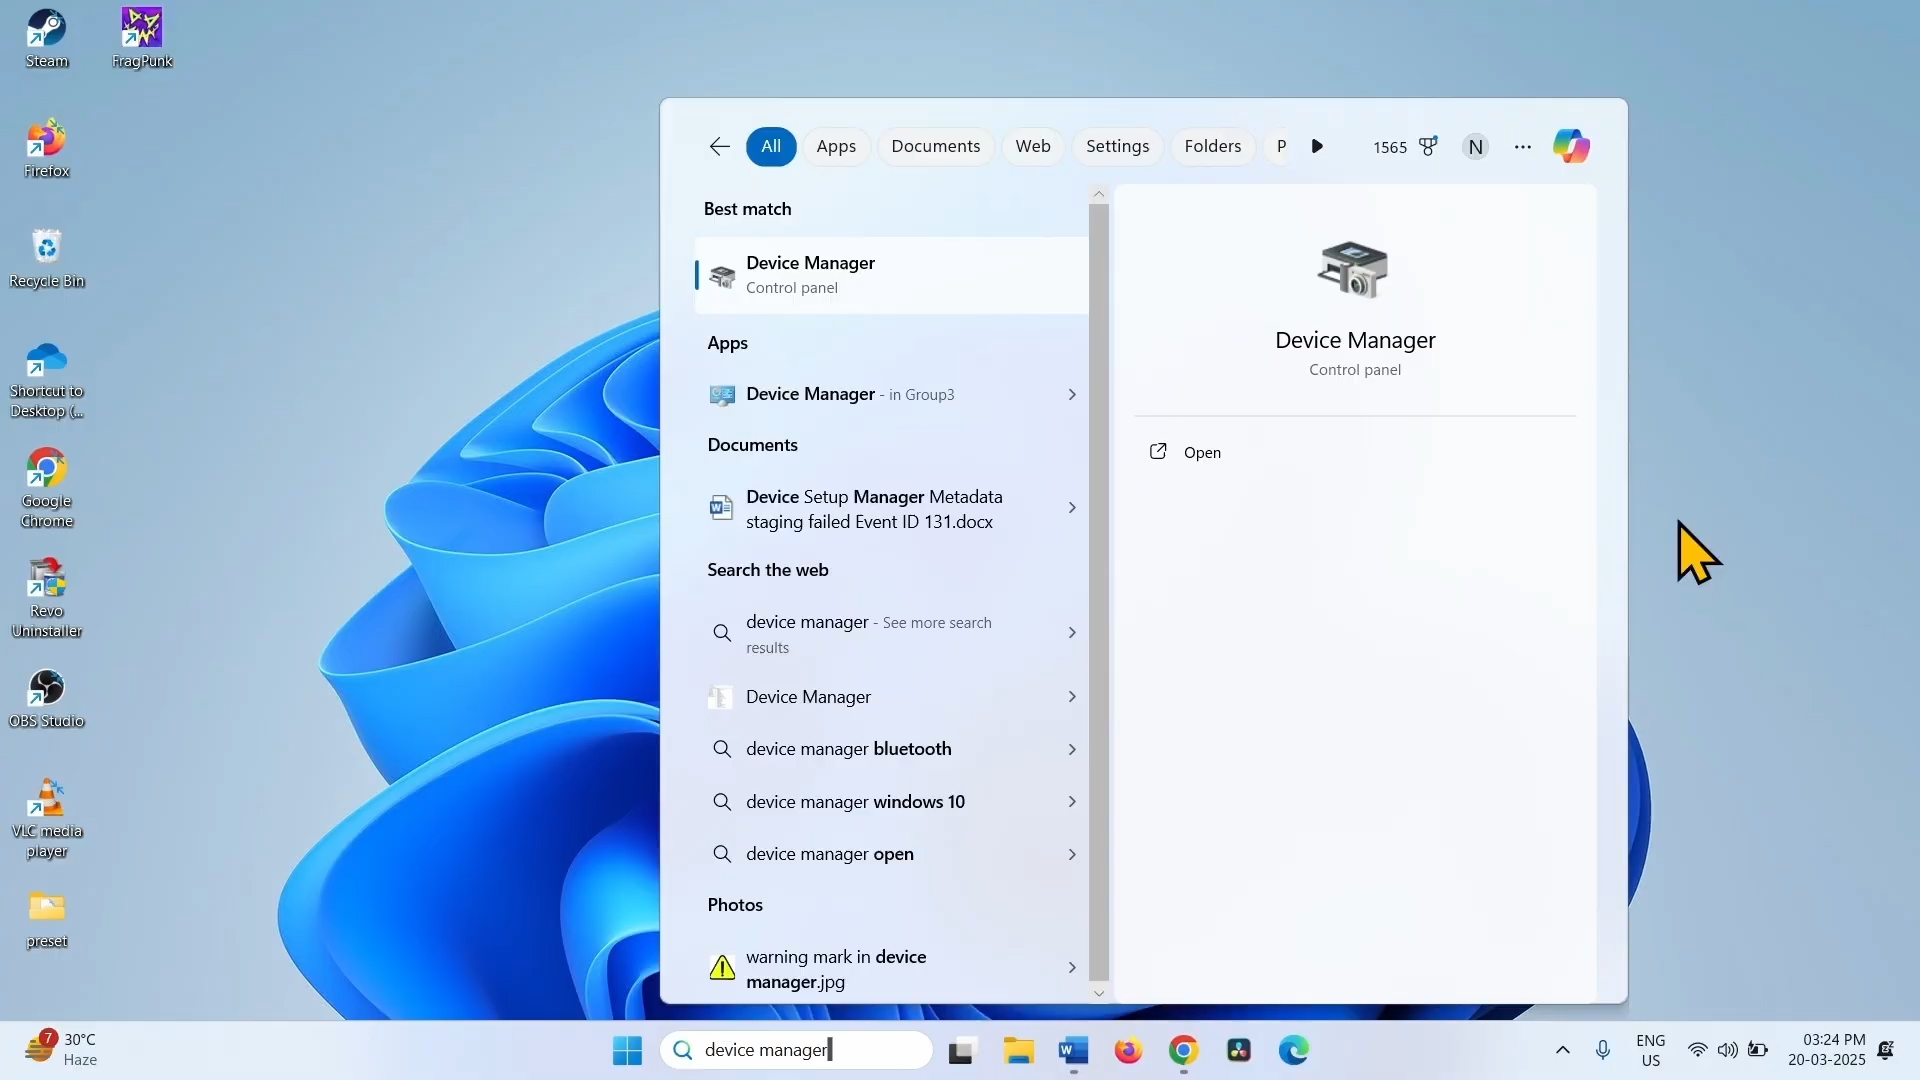 Steam
FragPunk
Firefox
Recycle Bin
Shortcut to
Desktop (...
Google
Chrome
Revo
Uninstaller
OBS Studio
VLC media
player
preset
All
Apps
Documents
Web
Settings
Folders
P
1565
N
Best match
Device Manager
Control panel
Apps
Device Manager - in Group3
Documents
Device Setup Manager Metadata
staging failed Event ID 131.docx
Search the web
device manager - See more search
results
Device Manager
device manager bluetooth
device manager windows 10
device manager open
Photos
warning mark in device
manager.jpg
Device Manager
Control panel
Open
7
30°C
Haze
device manager
ENG
US
03:24 PM
20-03-2025